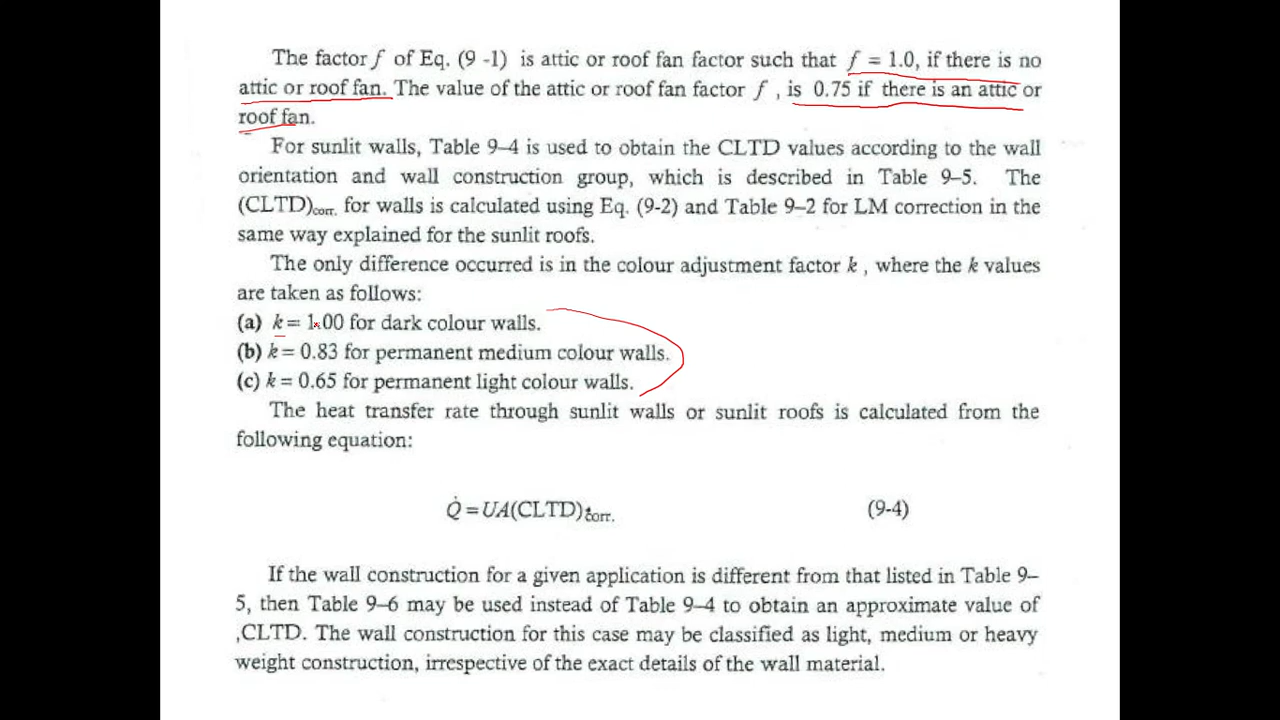 The factor f of Eq. (9 -1) is attic or roof fan factor such that f = 1.0, if there is no
attic or roof fan. The value of the attic or roof fan factor f , is 0.75 if there is an attic or
roof fan.
For sunlit walls, Table 9–4 is used to obtain the CLTD values according to the wall
orientation and wall construction group, which is described in Table 9–5. The
(CLTD)corr. for walls is calculated using Eq. (9-2) and Table 9–2 for LM correction in the
same way explained for the sunlit roofs.
The only difference occurred is in the colour adjustment factor k , where the k values
are taken as follows:
(a) k = 1.00 for dark colour walls.
(b) k = 0.83 for permanent medium colour walls.
(c) k = 0.65 for permanent light colour walls.
The heat transfer rate through sunlit walls or sunlit roofs is calculated from the
following equation:
Q̇ = UA(CLTD)corr. (9-4)
If the wall construction for a given application is different from that listed in Table 9–
5, then Table 9–6 may be used instead of Table 9–4 to obtain an approximate value of
,CLTD. The wall construction for this case may be classified as light, medium or heavy
weight construction, irrespective of the exact details of the wall material.